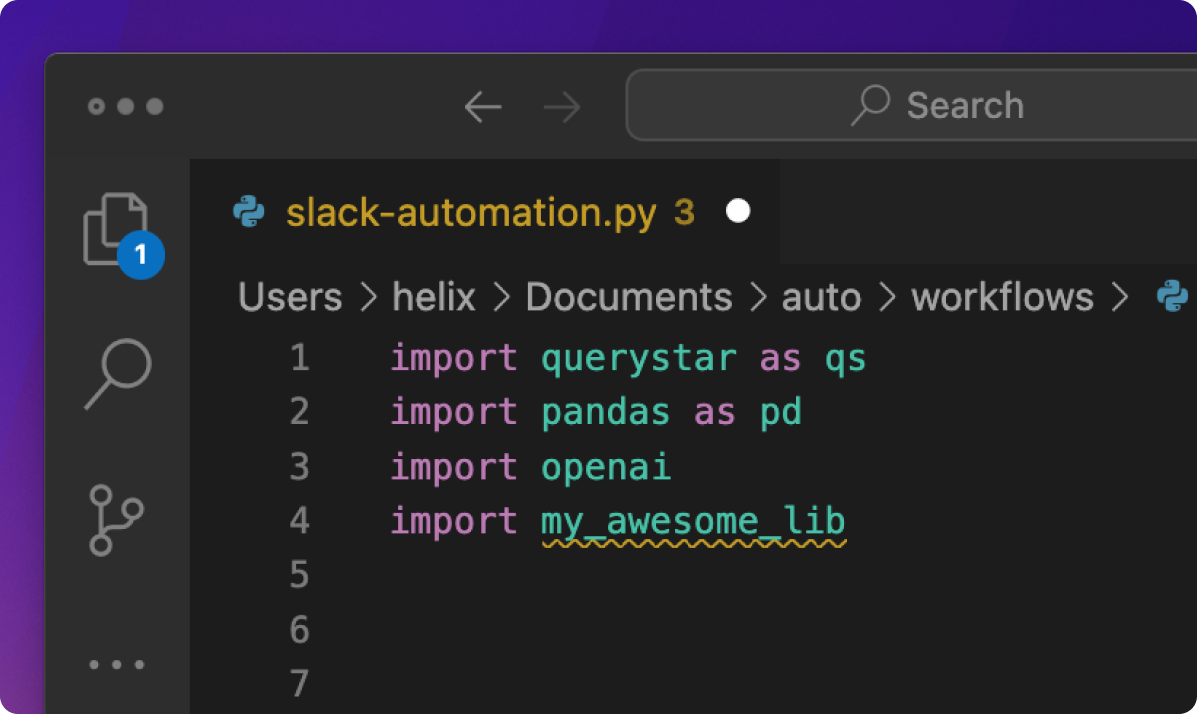 Search
slack-automation.py 3
1
Users > helix > Documents > auto > workflows >
1 import querystar as qs
2 import pandas as pd
3 import openai
4 import my_awesome_lib
5
6
7